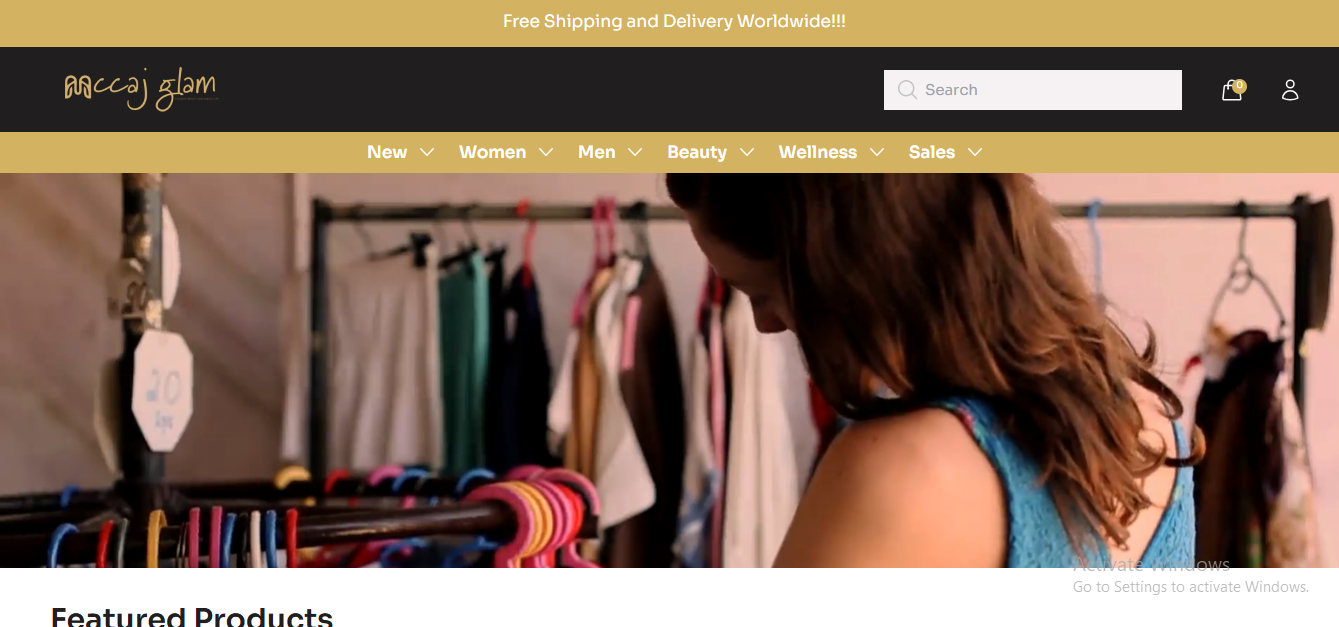 Free Shipping and Delivery Worldwide!!!
ccaj glam
Search
0
New Women Men Beauty Wellness Sales
20
Activate Windows
Go to Settings to activate Windows.
Featured Products